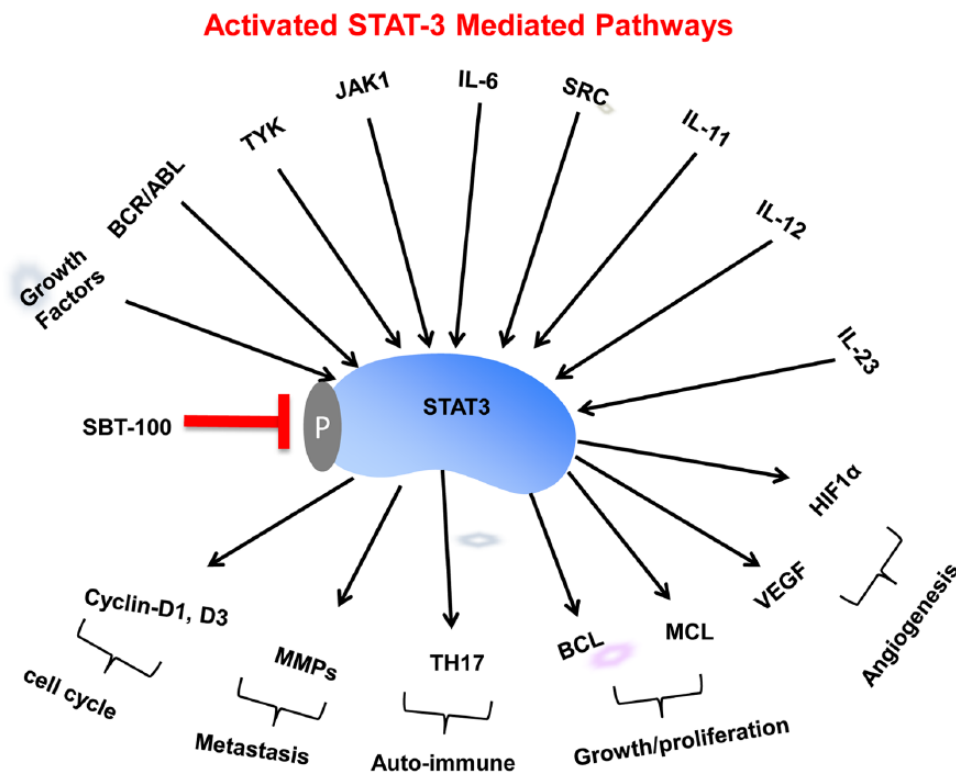 Activated STAT-3 Mediated Pathways
Growth
Factors
BCR/ABL
TYK
JAK1
IL-6
SRC
IL-11
IL-12
IL-23
SBT-100
P
STAT3
HIF1α
VEGF
Angiogenesis
Cyclin-D1, D3
cell cycle
MMPs
Metastasis
TH17
Auto-immune
BCL
MCL
Growth/proliferation